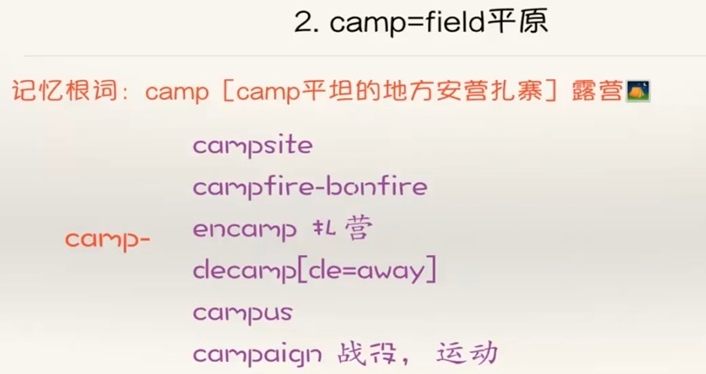 2. camp=field平原
记忆根词：camp［camp平坦的地方安营扎寨］露营🏕
campsite
campfire-bonfire
camp-
encamp 扎营
decamp[de=away]
campus
campaign 战役，运动